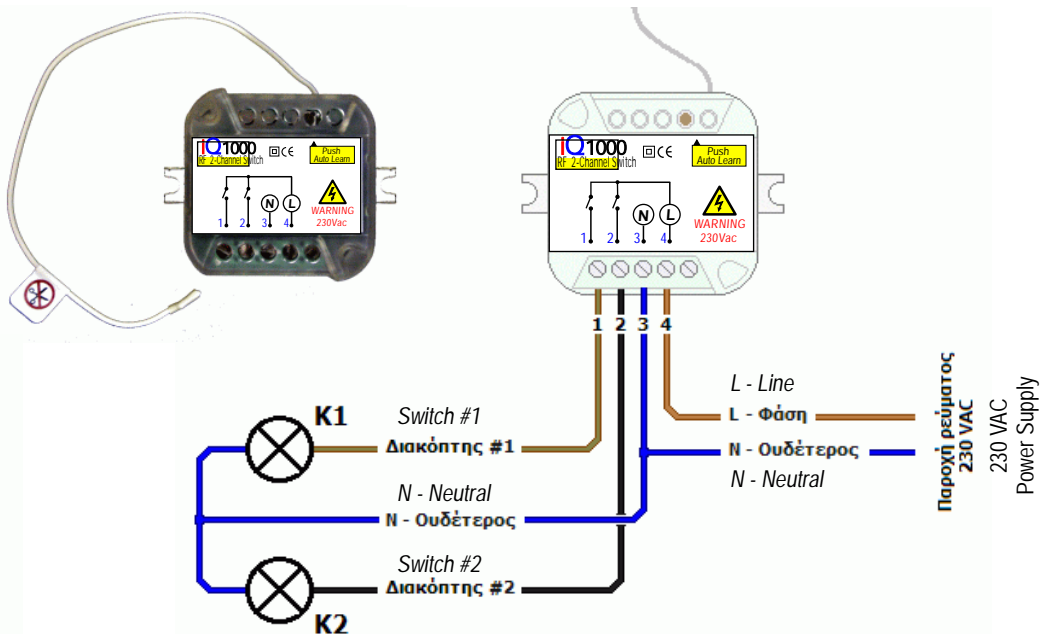 iQ1000
RF 2-Channel Switch
CE
Push
Auto Learn
N
L
1
2
3
4
WARNING
230Vac
iQ1000
RF 2-Channel Switch
CE
Push
Auto Learn
N
L
1
2
3
4
WARNING
230Vac
1 2 3 4
K1
Switch #1
Διακόπτης #1
N - Neutral
N - Ουδέτερος
Switch #2
Διακόπτης #2
K2
L - Line
L - Φάση
N - Ουδέτερος
N - Neutral
Παροχή ρεύματος
230 VAC
230 VAC
Power Supply